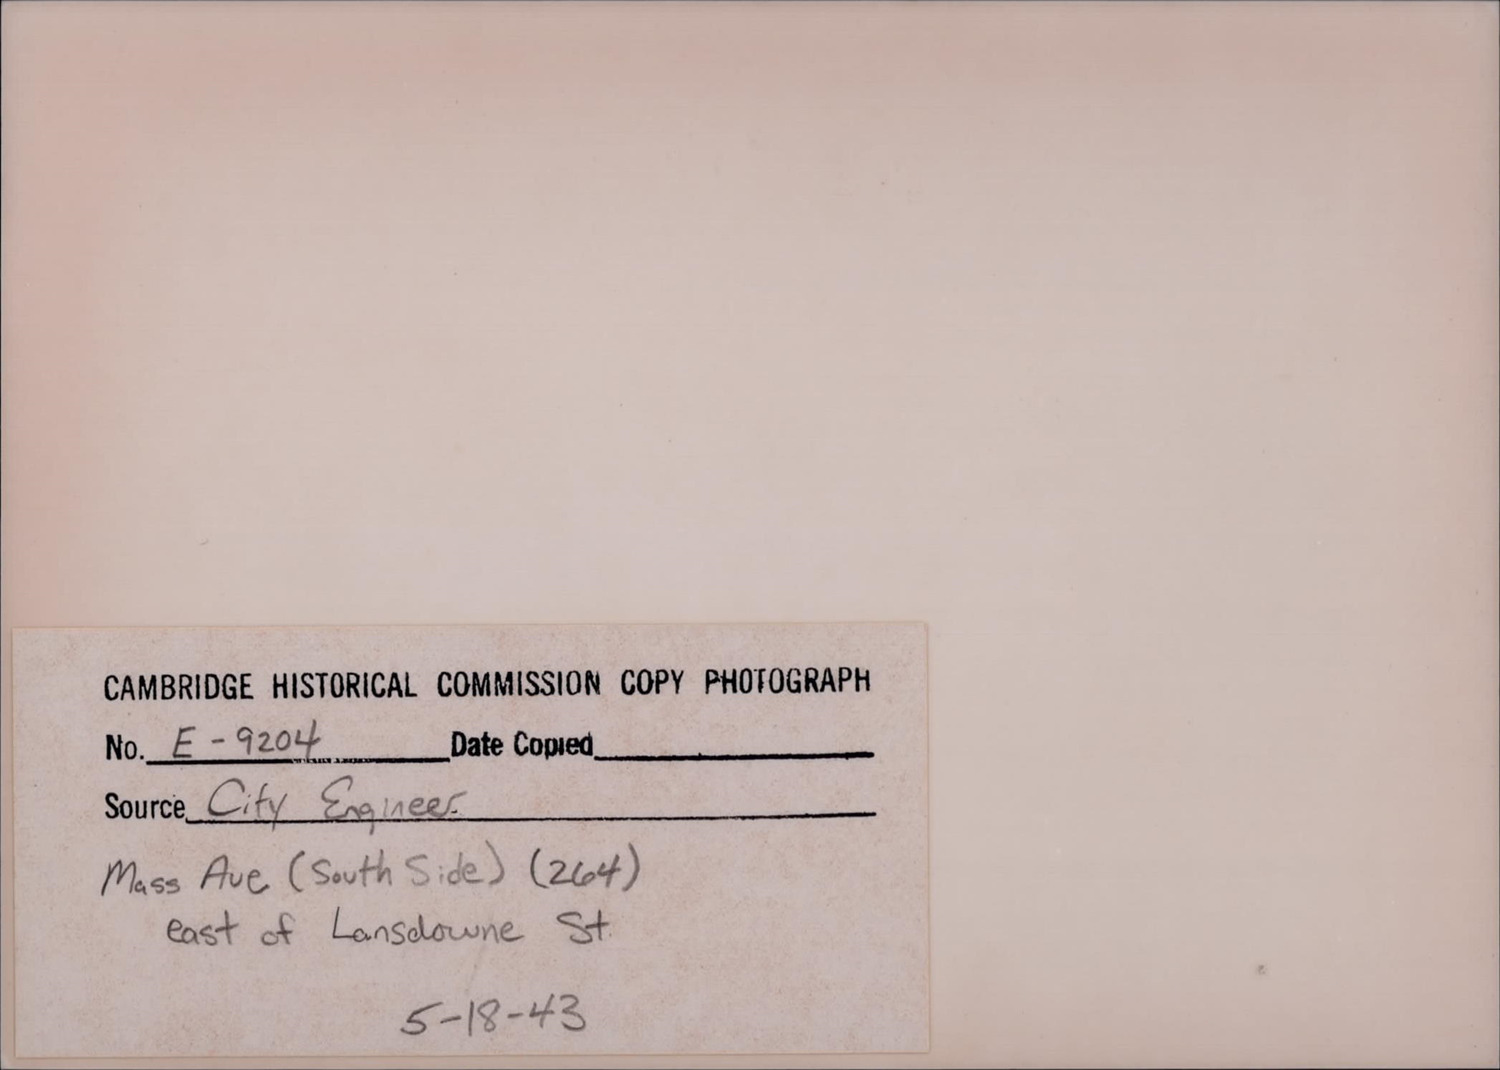 CAMBRIDGE HISTORICAL COMMISSION COPY PHOTOGRAPH
No. E-9204 Date Copied
Source City Engineer
Mass Ave (South Side) (264)
east of Lansdowne St.
5-18-43